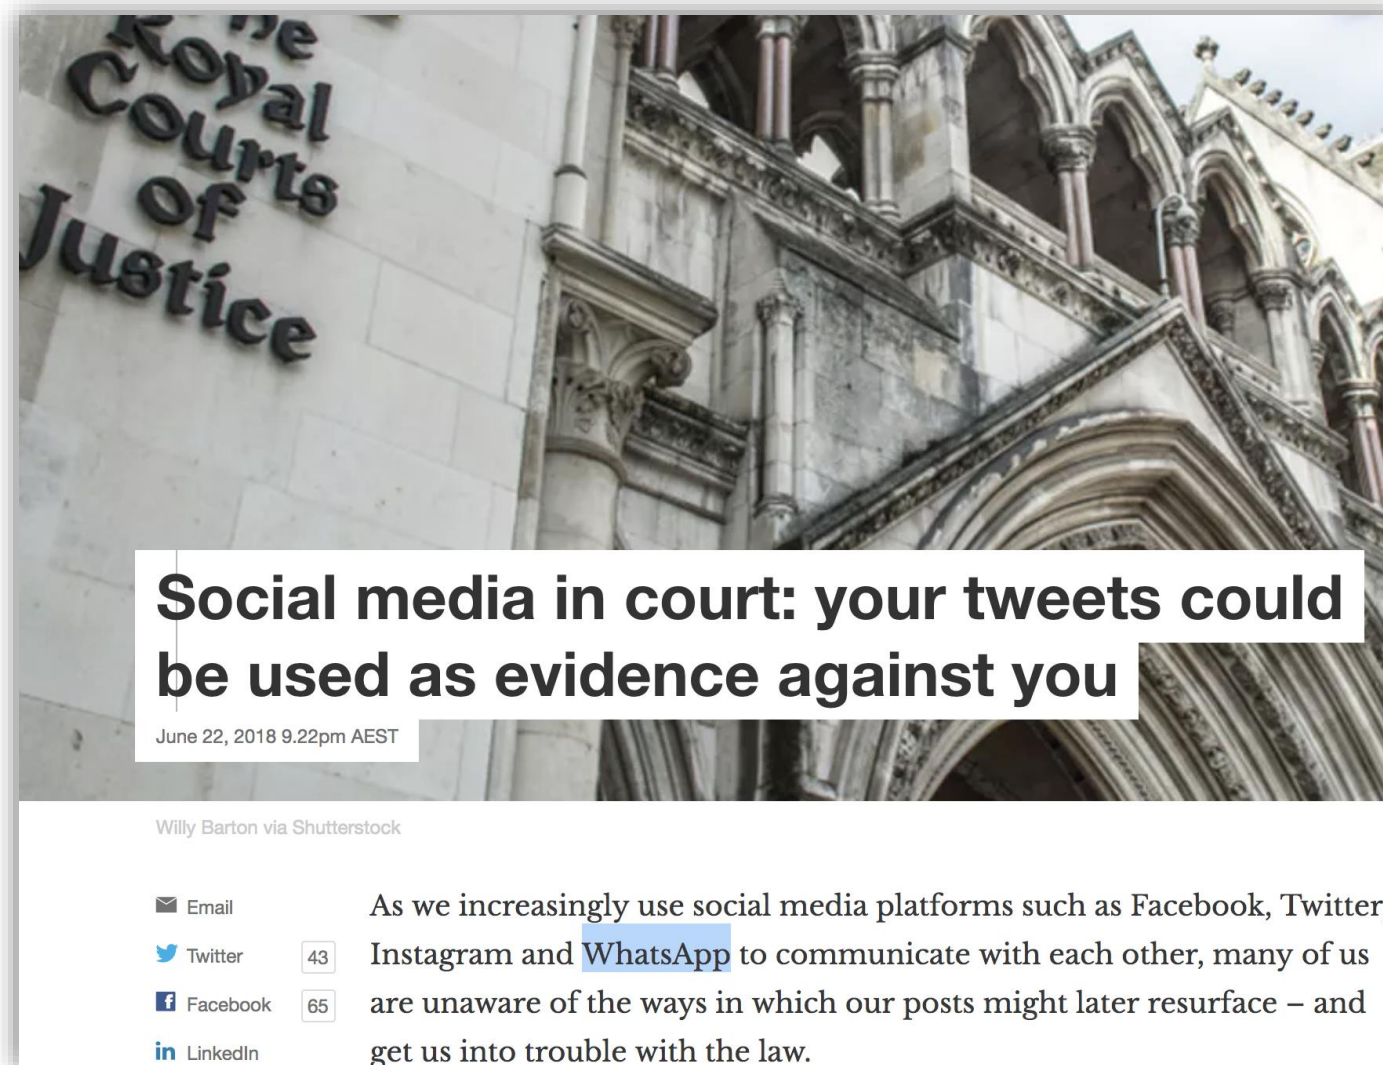 The
Royal
Courts
of
Justice
Social media in court: your tweets could
be used as evidence against you
June 22, 2018 9.22pm AEST
Willy Barton via Shutterstock
Email
Twitter 43
Facebook 65
LinkedIn
As we increasingly use social media platforms such as Facebook, Twitter,
Instagram and WhatsApp to communicate with each other, many of us
are unaware of the ways in which our posts might later resurface – and
get us into trouble with the law.